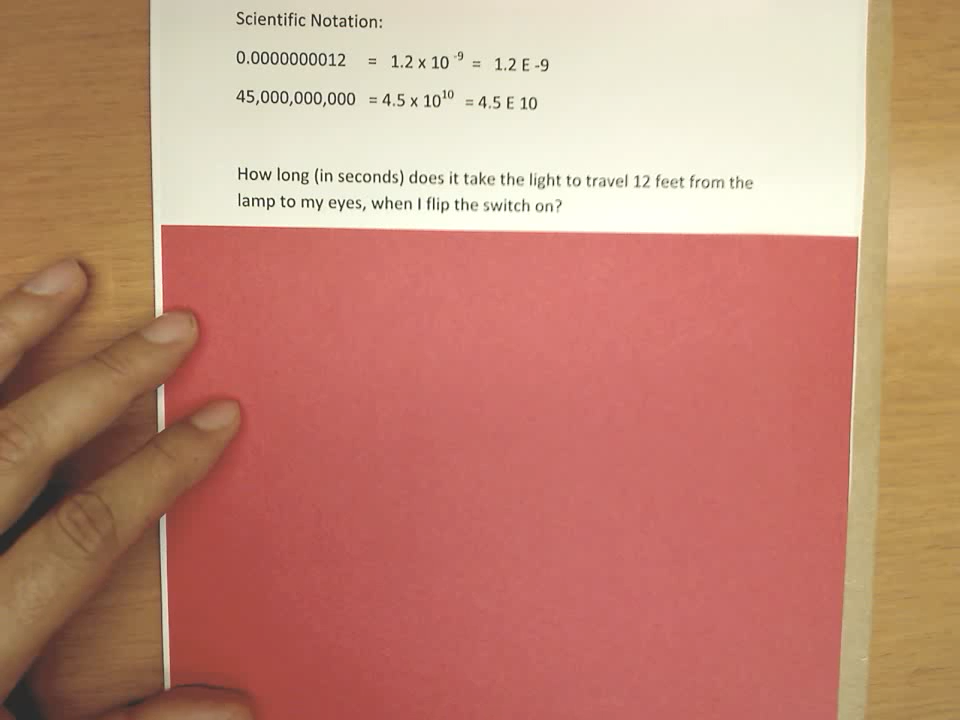 Scientific Notation:
0.0000000012 = 1.2 x 10 ⁻⁹ = 1.2 E -9
45,000,000,000 = 4.5 x 10¹⁰ = 4.5 E 10
How long (in seconds) does it take the light to travel 12 feet from the
lamp to my eyes, when I flip the switch on?